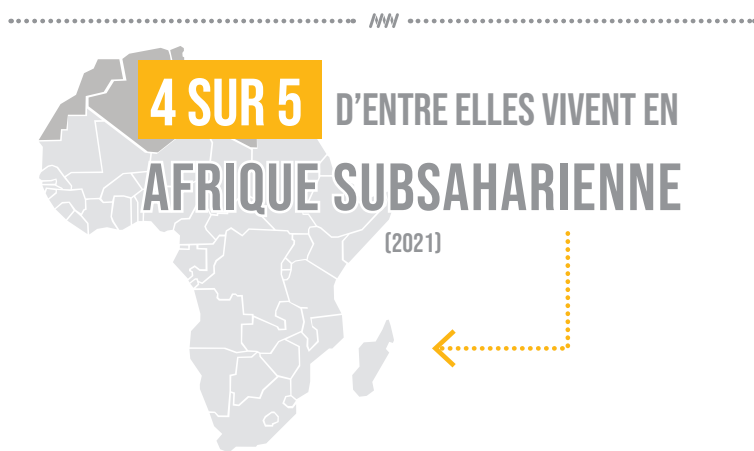 4 SUR 5 D'ENTRE ELLES VIVENT EN
AFRIQUE SUBSAHARIENNE
(2021)